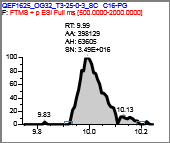 QEF1625_OG32_T3-25-0-3_SC C16-PG
F: FTMS + p ESI Full ms [500.0000-2000.0000]
RT: 9.99
AA: 398129
AH: 63605
SN: 3.49E+016
100
80
60
40
20
0
9.83
10.13
9.8
10.0
10.2